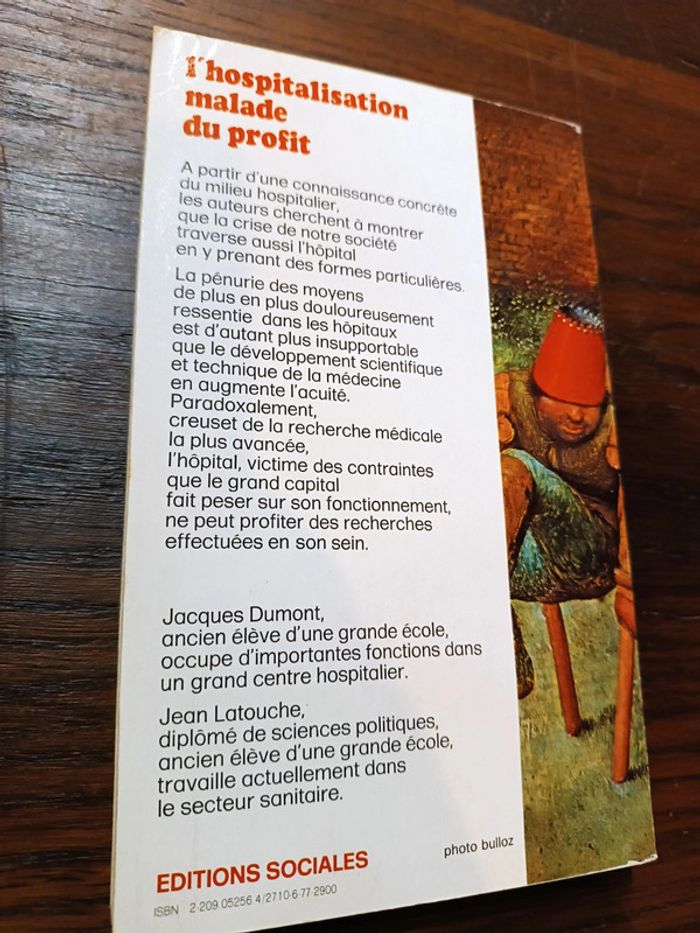 l'hospitalisation
malade
du profit
A partir d'une connaissance concrête
du milieu hospitalier,
les auteurs cherchent à montrer
que la crise de notre société
traverse aussi l'hôpital
en y prenant des formes particulières.
La pénurie des moyens
de plus en plus douloureusement
ressentie dans les hôpitaux
est d'autant plus insupportable
que le développement scientifique
et technique de la médecine
en augmente l'acuité.
Paradoxalement,
creuset de la recherche médicale
la plus avancée,
l'hôpital, victime des contraintes
que le grand capital
fait peser sur son fonctionnement,
ne peut profiter des recherches
effectuées en son sein.
Jacques Dumont,
ancien élève d'une grande école,
occupe d'importantes fonctions dans
un grand centre hospitalier.
Jean Latouche,
diplômé de sciences politiques,
ancien élève d'une grande école,
travaille actuellement dans
le secteur sanitaire.
photo bulloz
EDITIONS SOCIALES
ISBN 2-209 05256 4/2710-6-77-2900